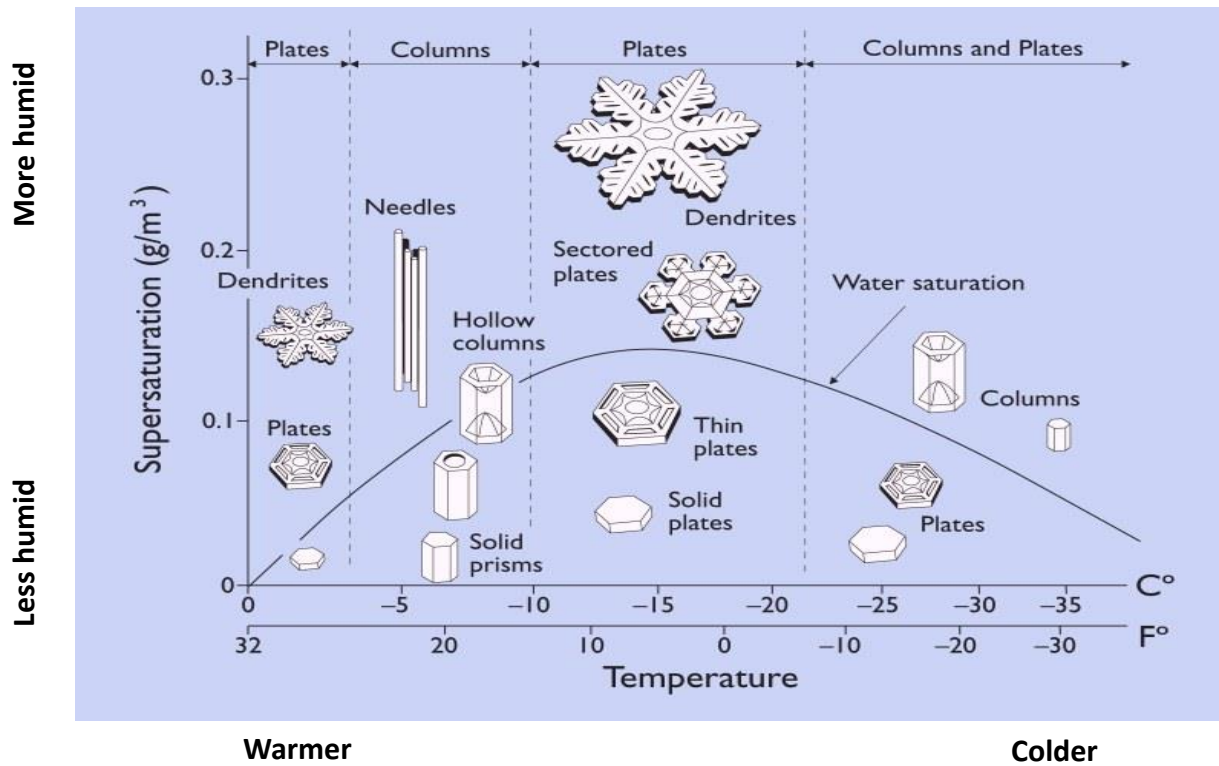 More humid
Less humid
Supersaturation (g/m³)
Plates
Columns
Plates
Columns and Plates
0.3
0.2
0.1
0
Dendrites
Plates
Needles
Hollow
columns
Solid
prisms
Dendrites
Sectored
plates
Thin
plates
Solid
plates
Water saturation
Columns
Plates
0 –5 –10 –15 –20 –25 –30 –35 C°
32 20 10 0 –10 –20 –30 F°
Temperature
Warmer
Colder